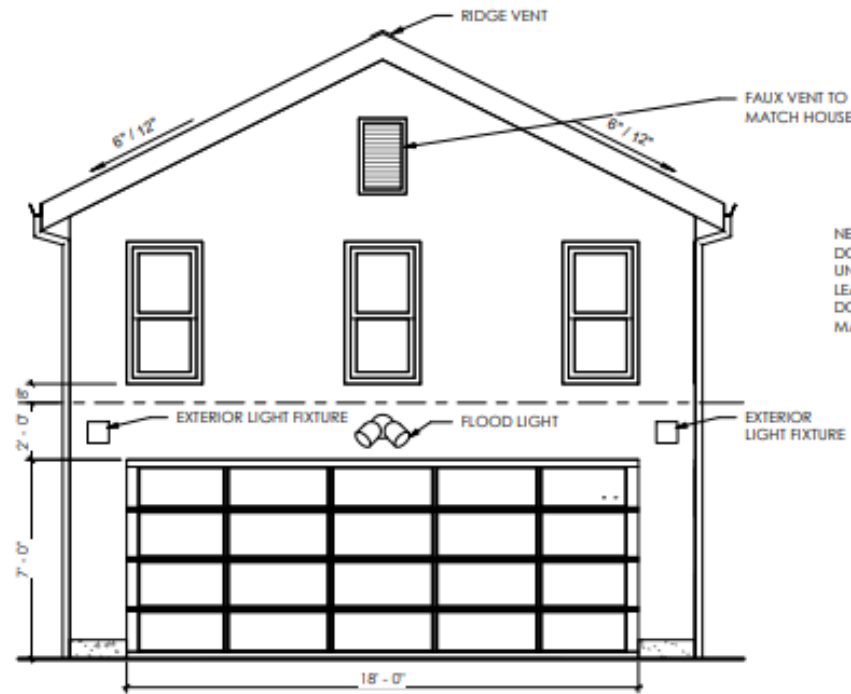 RIDGE VENT
FAUX VENT TO
MATCH HOUSE
6" / 12"
6" / 12"
EXTERIOR LIGHT FIXTURE
FLOOD LIGHT
EXTERIOR
LIGHT FIXTURE
8"
2' - 0"
7' - 0"
18' - 0"